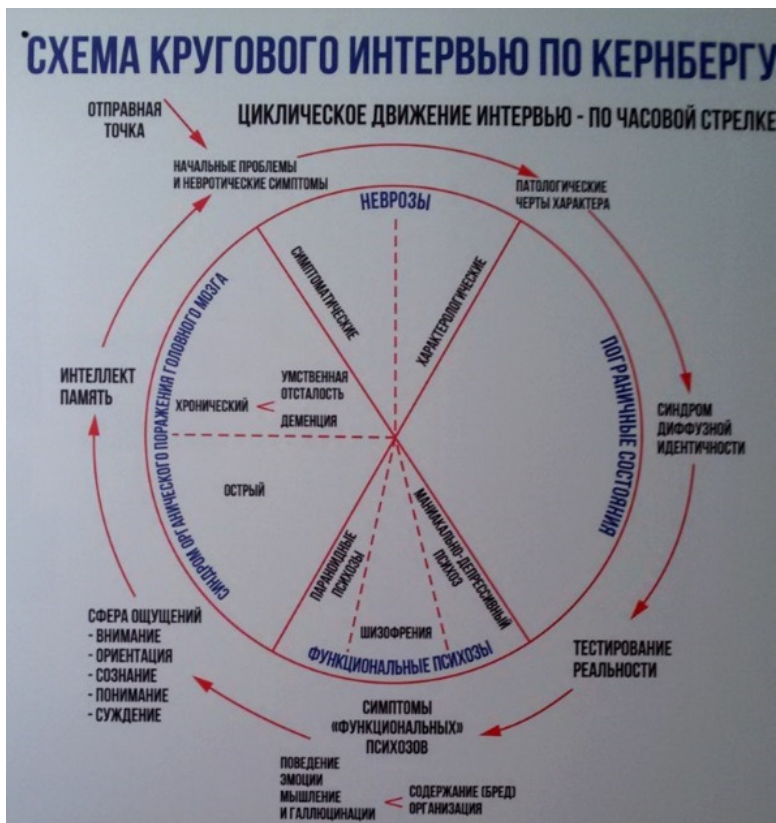 СХЕМА КРУГОВОГО ИНТЕРВЬЮ ПО КЕРНБЕРГУ
ЦИКЛИЧЕСКОЕ ДВИЖЕНИЕ ИНТЕРВЬЮ - ПО ЧАСОВОЙ СТРЕЛКЕ
ОТПРАВНАЯ
ТОЧКА
НАЧАЛЬНЫЕ ПРОБЛЕМЫ
И НЕВРОТИЧЕСКИЕ СИМПТОМЫ
ПАТОЛОГИЧЕСКИЕ
ЧЕРТЫ ХАРАКТЕРА
СИНДРОМ
ДИФФУЗНОЙ
ИДЕНТИЧНОСТИ
ТЕСТИРОВАНИЕ
РЕАЛЬНОСТИ
СИМПТОМЫ
«ФУНКЦИОНАЛЬНЫХ»
ПСИХОЗОВ
ПОВЕДЕНИЕ
ЭМОЦИИ
МЫШЛЕНИЕ
И ГАЛЛЮЦИНАЦИИ
СОДЕРЖАНИЕ (БРЕД)
ОРГАНИЗАЦИЯ
СФЕРА ОЩУЩЕНИЙ
- ВНИМАНИЕ
- ОРИЕНТАЦИЯ
- СОЗНАНИЕ
- ПОНИМАНИЕ
- СУЖДЕНИЕ
ИНТЕЛЛЕКТ
ПАМЯТЬ
НЕВРОЗЫ
СИМПТОМАТИЧЕСКИЕ
ХАРАКТЕРОЛОГИЧЕСКИЕ
ПОГРАНИЧНЫЕ СОСТОЯНИЯ
ФУНКЦИОНАЛЬНЫЕ ПСИХОЗЫ
МАНИАКАЛЬНО-ДЕПРЕССИВНЫЙ
ПСИХОЗ
ШИЗОФРЕНИЯ
ПАРАНОИДНЫЕ
ПСИХОЗЫ
СИНДРОМ ОРГАНИЧЕСКОГО ПОРАЖЕНИЯ ГОЛОВНОГО МОЗГА
ОСТРЫЙ
ХРОНИЧЕСКИЙ
УМСТВЕННАЯ
ОТСТАЛОСТЬ
ДЕМЕНЦИЯ